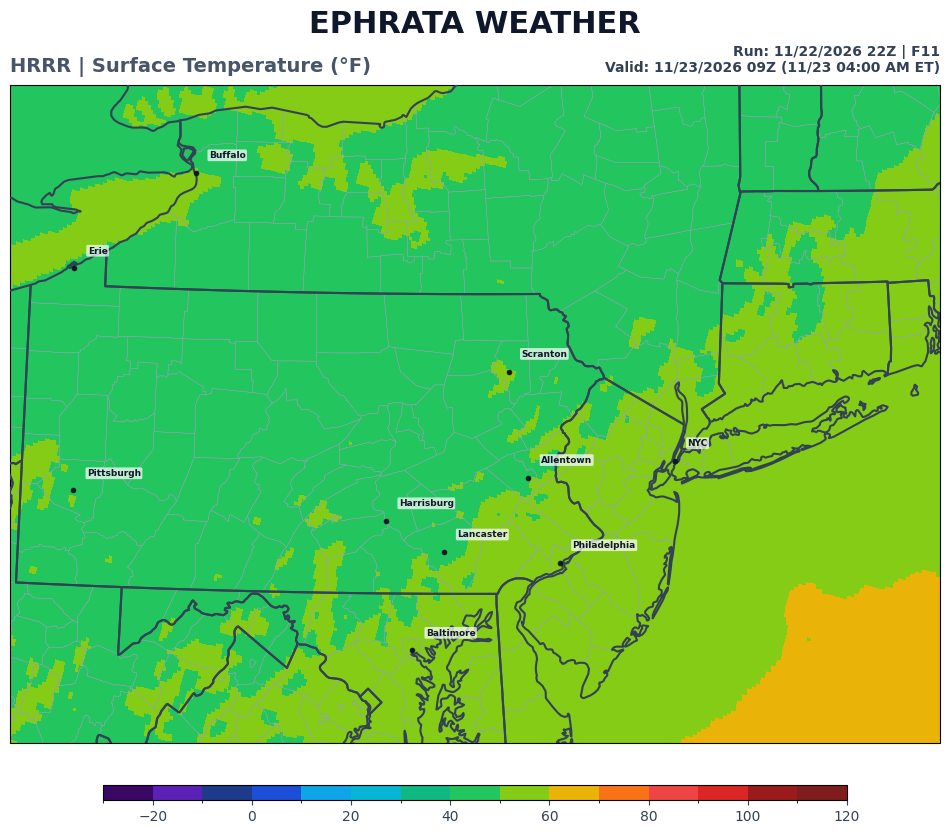 EPHRATA WEATHER
HRRR | Surface Temperature (°F)
Run: 11/22/2026 22Z | F11
Valid: 11/23/2026 09Z (11/23 04:00 AM ET)
Buffalo
Erie
Scranton
NYC
Allentown
Pittsburgh
Harrisburg
Lancaster
Philadelphia
Baltimore
−20 0 20 40 60 80 100 120